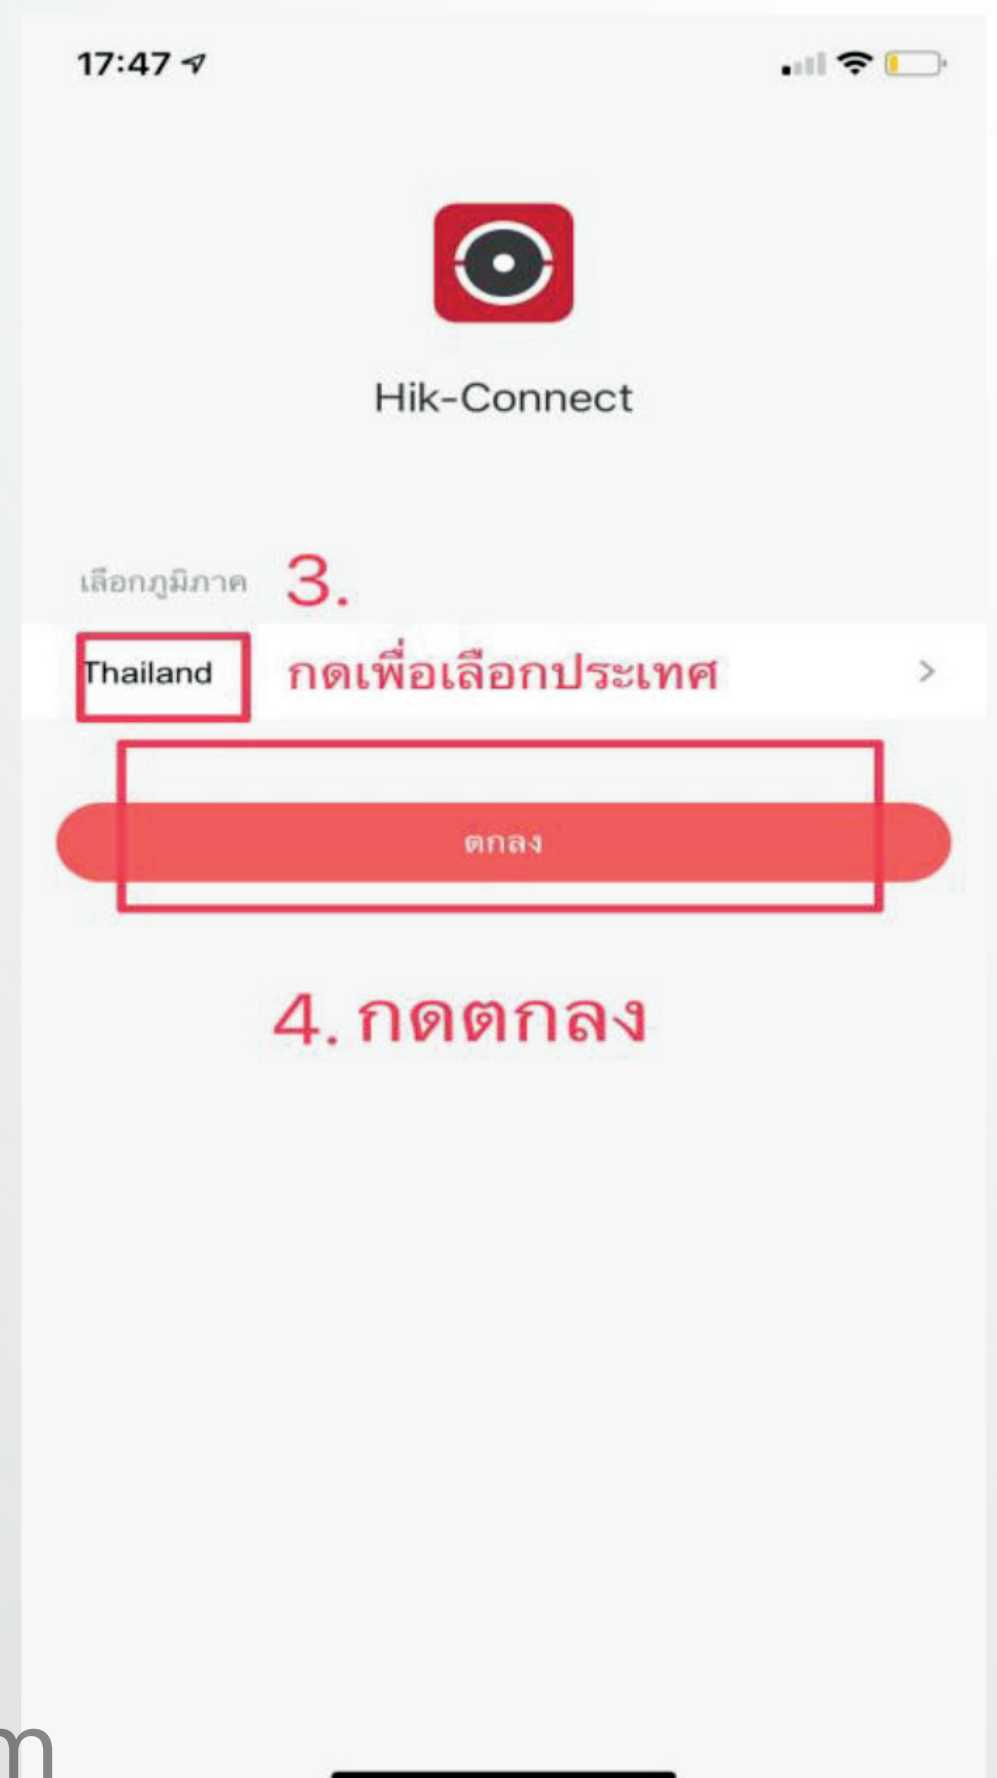 17:47
Hik-Connect
เลือกภูมิภาค 3.
Thailand กดเพื่อเลือกประเทศ >
ตกลง
4. กดตกลง
m